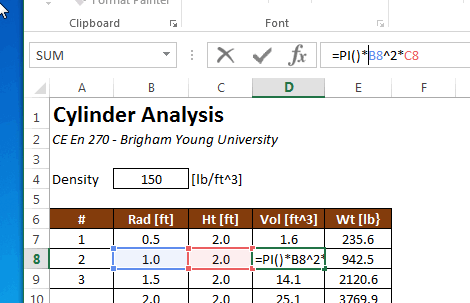 Format Painter
Clipboard Font
SUM =PI()*B8^2*C8
A B C D E F
1 Cylinder Analysis
2 CE En 270 - Brigham Young University
3
4 Density 150 [lb/ft^3]
5
6 # Rad [ft] Ht [ft] Vol [ft^3] Wt [lb}
7 1 0.5 2.0 1.6 235.6
8 2 1.0 2.0 =PI()*B8^2* 942.5
9 3 1.5 2.0 14.1 2120.6
10 2.0 2.0 25.1 3769.9